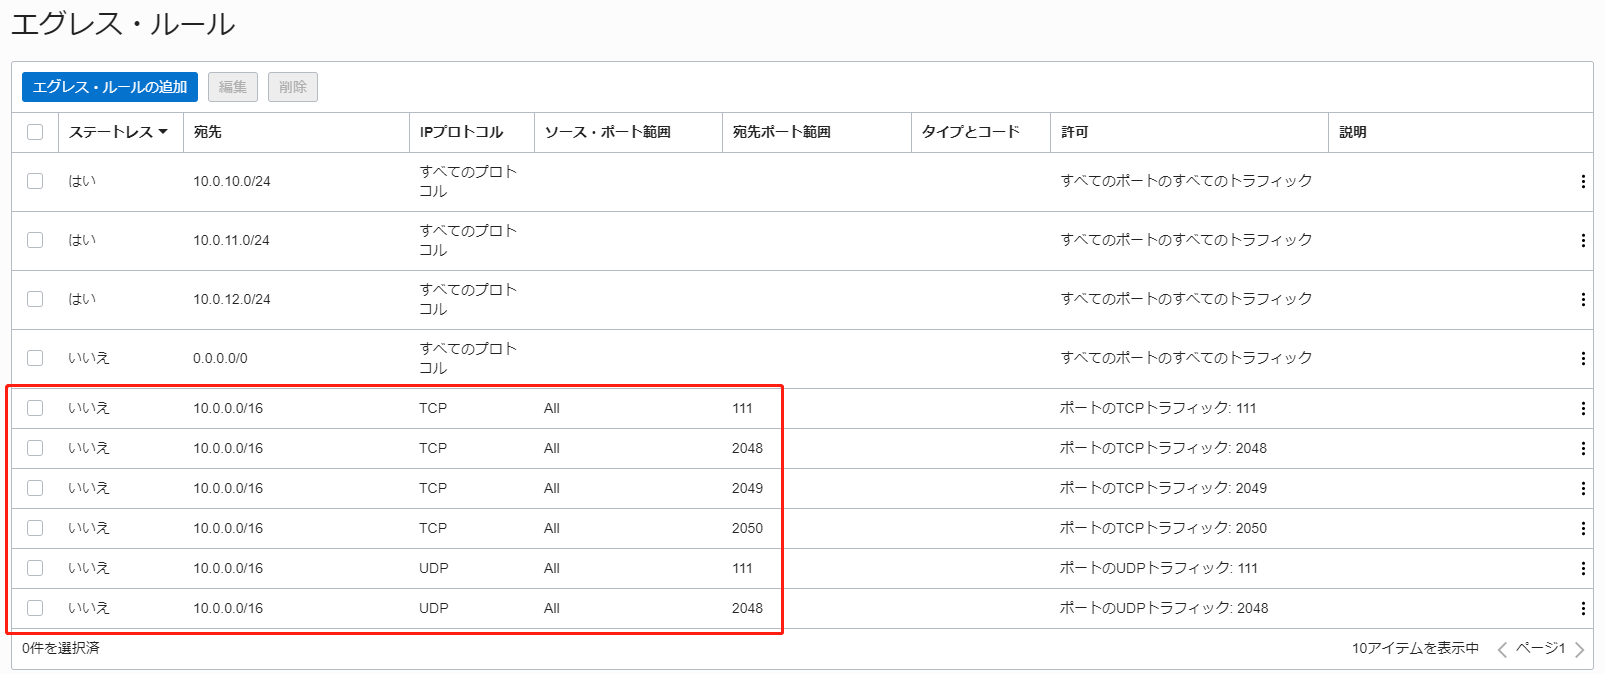 エグレス・ルール
エグレス・ルールの追加 編集 削除
ステートレス 宛先 IPプロトコル ソース・ポート範囲 宛先ポート範囲 タイプとコード 許可 説明
はい 10.0.10.0/24 すべてのプロト
コル すべてのポートのすべてのトラフィック
はい 10.0.11.0/24 すべてのプロト
コル すべてのポートのすべてのトラフィック
はい 10.0.12.0/24 すべてのプロト
コル すべてのポートのすべてのトラフィック
いいえ 0.0.0.0/0 すべてのプロト
コル すべてのポートのすべてのトラフィック
いいえ 10.0.0.0/16 TCP All 111 ポートのTCPトラフィック: 111
いいえ 10.0.0.0/16 TCP All 2048 ポートのTCPトラフィック: 2048
いいえ 10.0.0.0/16 TCP All 2049 ポートのTCPトラフィック: 2049
いいえ 10.0.0.0/16 TCP All 2050 ポートのTCPトラフィック: 2050
いいえ 10.0.0.0/16 UDP All 111 ポートのUDPトラフィック: 111
いいえ 10.0.0.0/16 UDP All 2048 ポートのUDPトラフィック: 2048
0件を選択済 10アイテムを表示中 ページ1